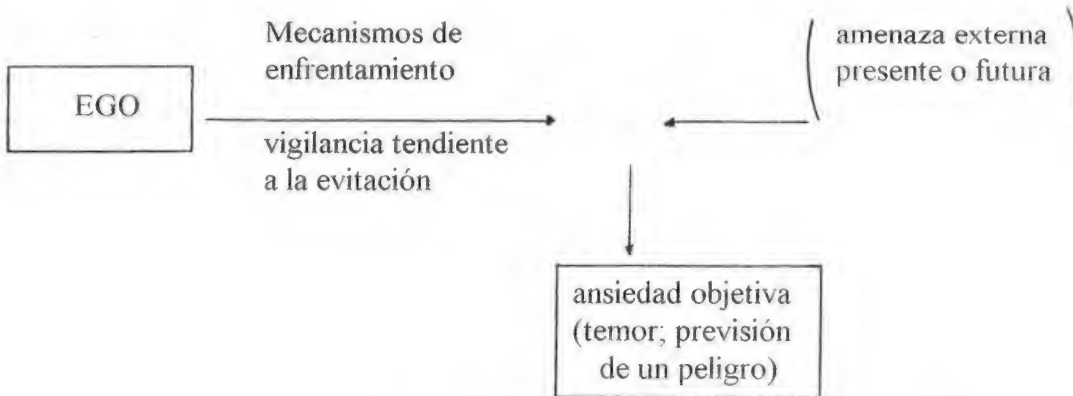 Mecanismos de
enfrentamiento
amenaza externa
presente o futura
EGO
vigilancia tendiente
a la evitación
ansiedad objetiva
(temor; previsión
de un peligro)